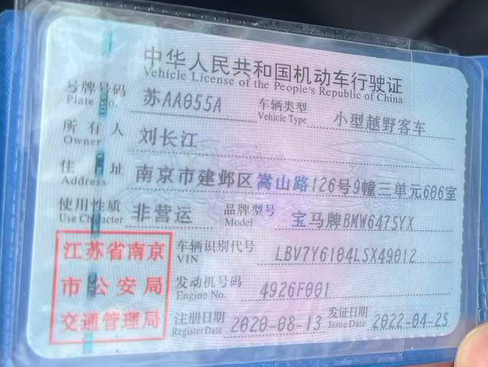 中华人民共和国机动车行驶证
Vehicle License of the People's Republic of China
号牌号码 苏AA055A 车辆类型 小型越野客车
Plate No. Vehicle Type
所有人 刘长江
Owner
住址 南京市建邺区嵩山路126号9幢三单元606室
Address
使用性质 非营运 品牌型号 宝马牌BMW6475YX
Use Character Model
江苏省南京 车辆识别代号 LBV7Y6104LSX49012
VIN
市公安局 发动机号码 4926F001
Engine No.
交通管理局 注册日期 2020-08-13 发证日期 2022-04-25
Register Date Issue Date